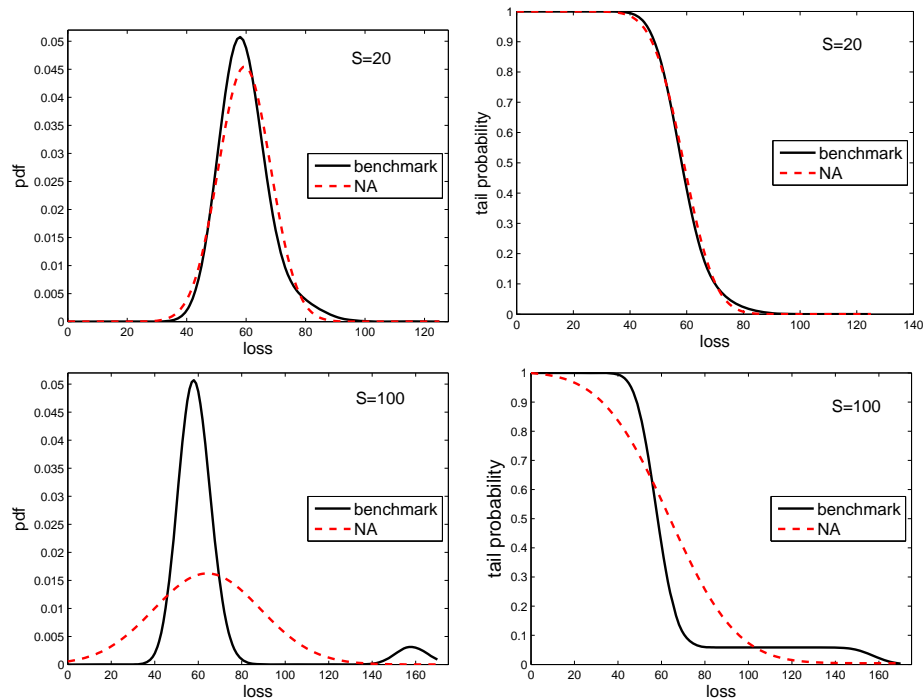 0.05
0.045
0.04
0.035
0.03
0.025
0.02
0.015
0.01
0.005
0
pdf
S=20
benchmark
NA
0 20 40 60 80 100 120
loss
1
0.9
0.8
0.7
0.6
0.5
0.4
0.3
0.2
0.1
0
tail probability
S=20
benchmark
NA
0 20 40 60 80 100 120 140
loss
0.05
0.045
0.04
0.035
0.03
0.025
0.02
0.015
0.01
0.005
0
pdf
S=100
benchmark
NA
0 20 40 60 80 100 120 140 160
loss
1
0.9
0.8
0.7
0.6
0.5
0.4
0.3
0.2
0.1
0
tail probability
S=100
benchmark
NA
0 20 40 60 80 100 120 140 160
loss